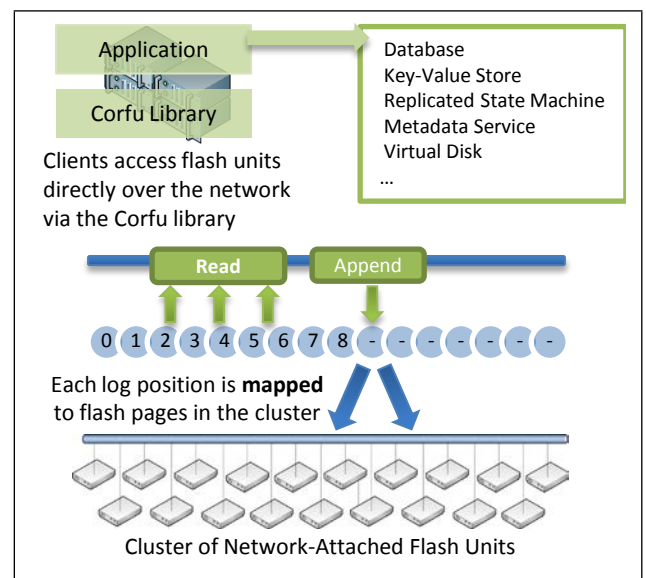 Application
Corfu Library
Database
Key-Value Store
Replicated State Machine
Metadata Service
Virtual Disk
...
Clients access flash units
directly over the network
via the Corfu library
Read
Append
0 1 2 3 4 5 6 7 8 - - - - - - -
Each log position is mapped
to flash pages in the cluster
Cluster of Network-Attached Flash Units